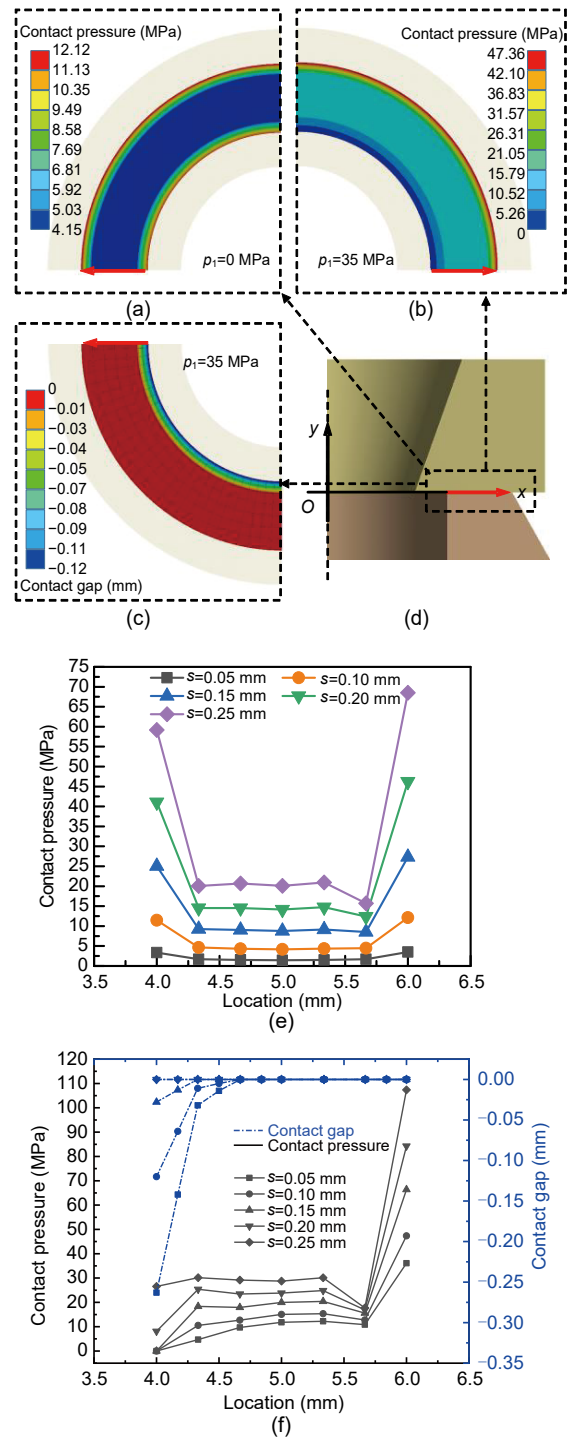 Contact pressure (MPa)
12.12
11.13
10.35
9.49
8.58
7.69
6.81
5.92
5.03
4.15
p1=0 MPa
(a)
Contact pressure (MPa)
47.36
42.10
36.83
31.57
26.31
21.05
15.79
10.52
5.26
0
p1=35 MPa
(b)
p1=35 MPa
0
−0.01
−0.03
−0.04
−0.05
−0.07
−0.08
−0.09
−0.11
−0.12
Contact gap (mm)
(c)
y
O
x
(d)
75
70
65
60
55
50
45
40
35
30
25
20
15
10
5
0
Contact pressure (MPa)
s=0.05 mm
s=0.10 mm
s=0.15 mm
s=0.20 mm
s=0.25 mm
3.5 4.0 4.5 5.0 5.5 6.0 6.5
Location (mm)
(e)
120
110
100
90
80
70
60
50
40
30
20
10
0
Contact pressure (MPa)
Contact gap
Contact pressure
s=0.05 mm
s=0.10 mm
s=0.15 mm
s=0.20 mm
s=0.25 mm
0.00
−0.05
−0.10
−0.15
−0.20
−0.25
−0.30
−0.35
Contact gap (mm)
3.5 4.0 4.5 5.0 5.5 6.0 6.5
Location (mm)
(f)